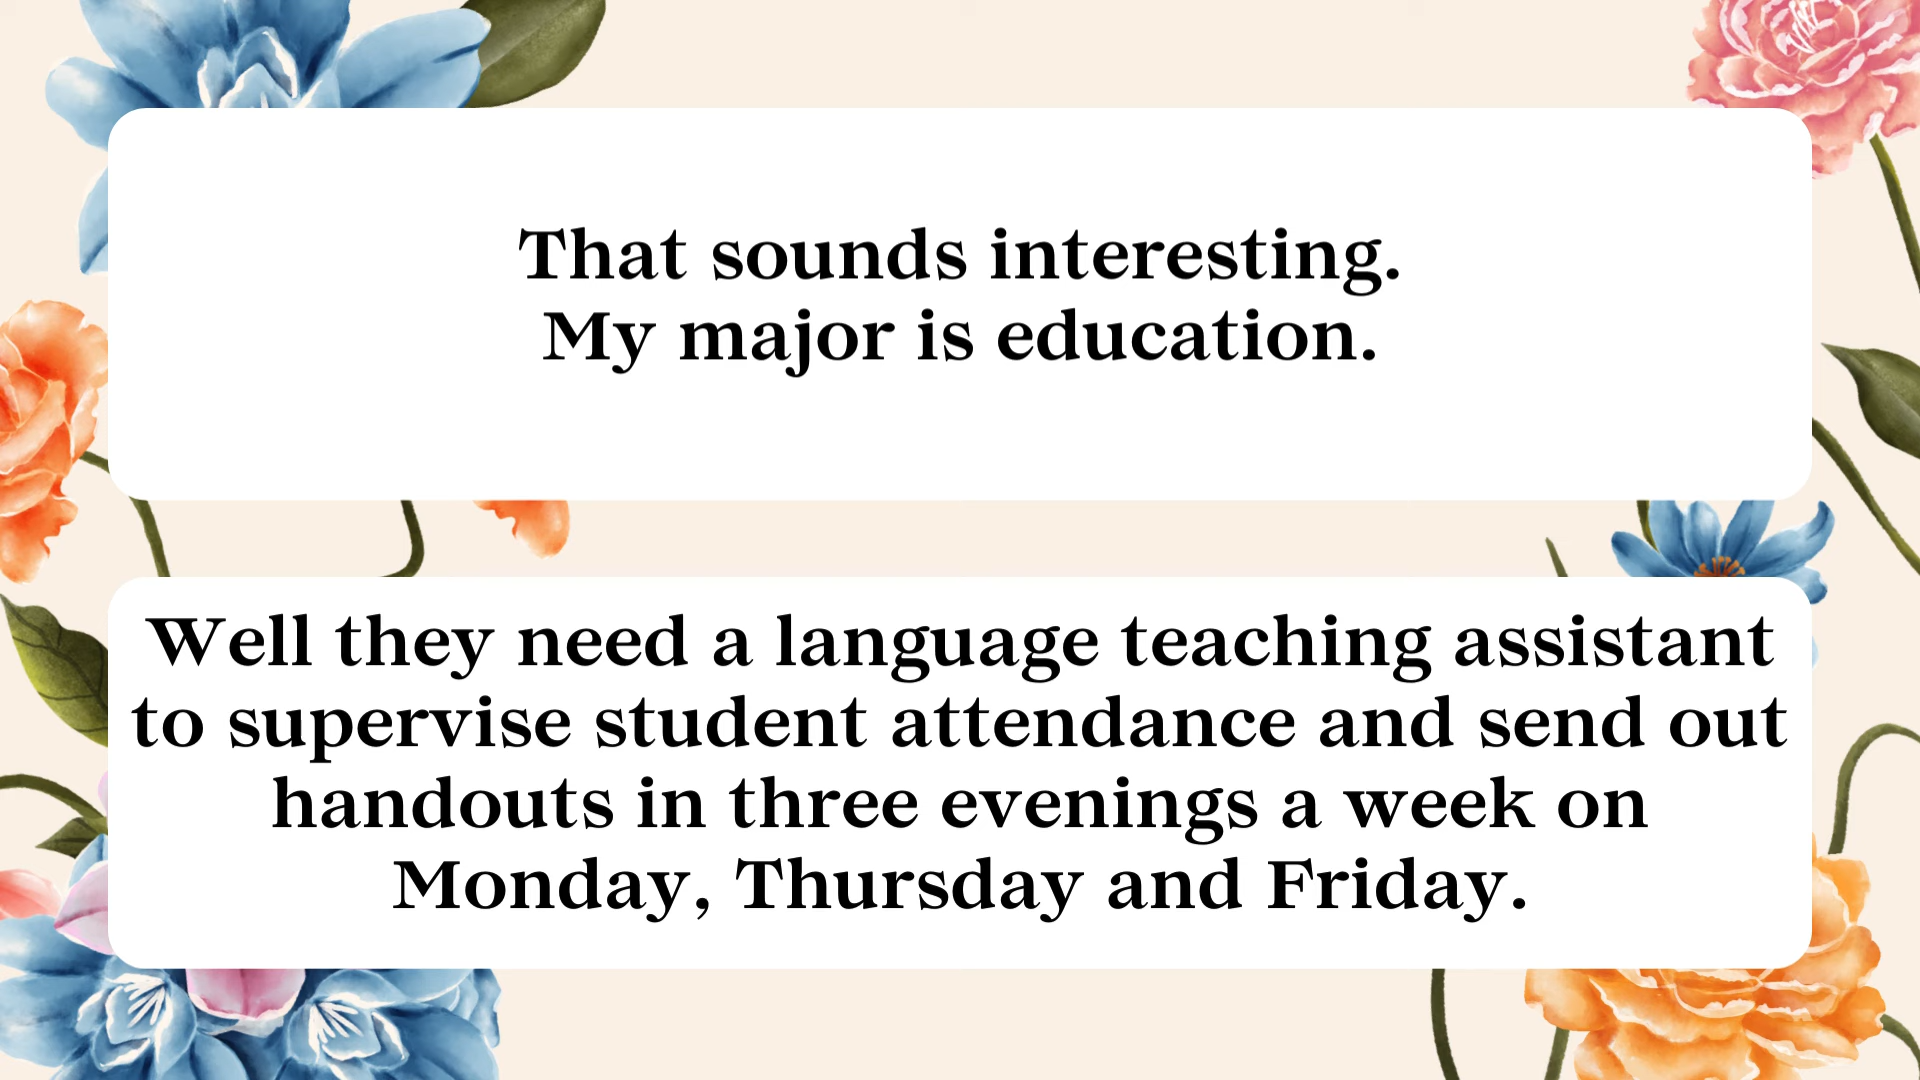 That sounds interesting.
My major is education.
Well they need a language teaching assistant
to supervise student attendance and send out
handouts in three evenings a week on
Monday, Thursday and Friday.